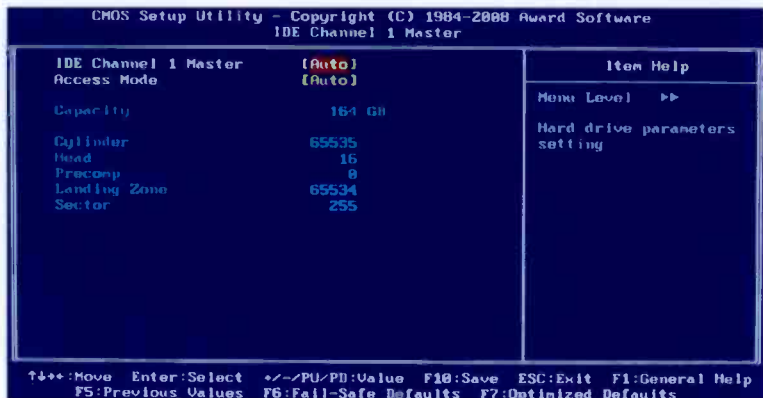 CMOS Setup Utility - Copyright (C) 1984-2008 Award Software
IDE Channel 1 Master
IDE Channel 1 Master [Auto]
Access Mode [Auto]
Capacity 164 GB
Cylinder 65535
Head 16
Precomp 0
Landing Zone 65534
Sector 255
Item Help
Menu Level ►►
Hard drive parameters
setting
↑↓→←:Move Enter:Select +/-/PU/PD:Value F10:Save ESC:Exit F1:General Help
F5:Previous Values F6:Fail-Safe Defaults F7:Optimized Defaults